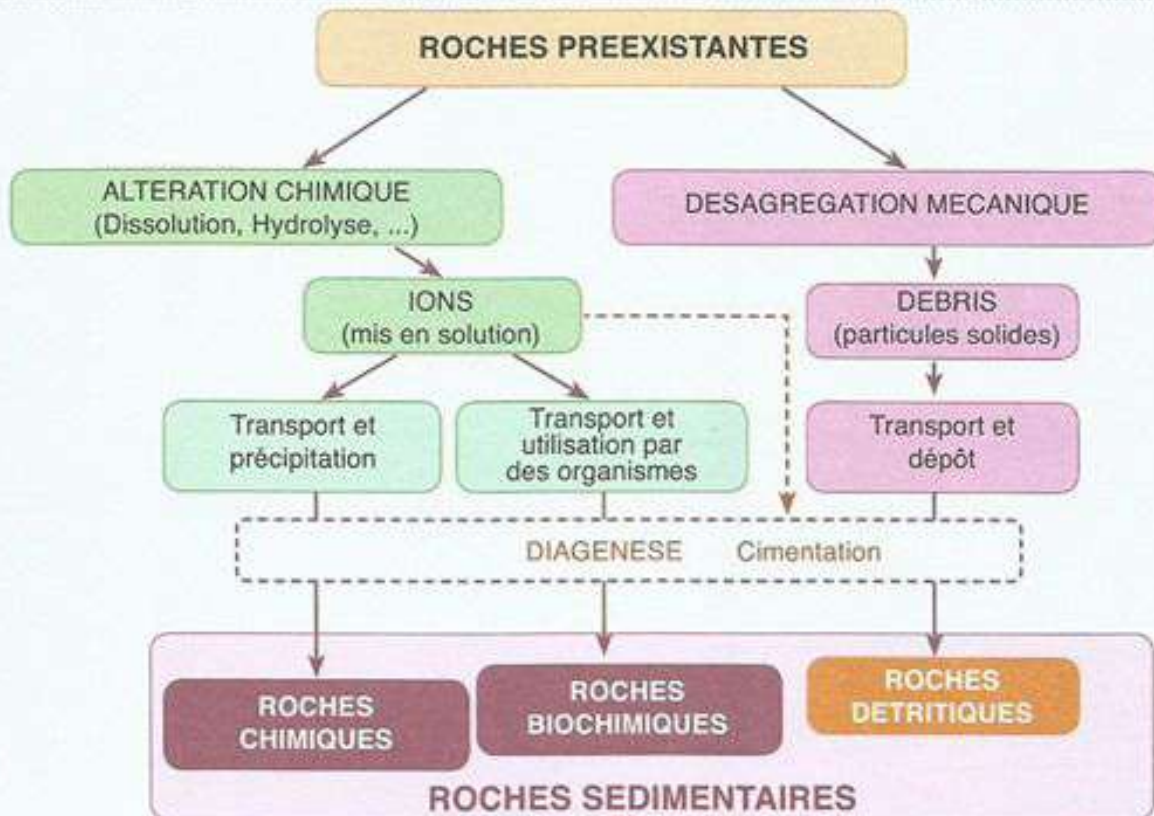 ROCHES PREEXISTANTES
ALTERATION CHIMIQUE
(Dissolution, Hydrolyse, ...)
DESAGREGATION MECANIQUE
IONS
(mis en solution)
DEBRIS
(particules solides)
Transport et
précipitation
Transport et
utilisation par
des organismes
Transport et
dépôt
DIAGENESE Cimentation
ROCHES
CHIMIQUES
ROCHES
BIOCHIMIQUES
ROCHES
DETRITIQUES
ROCHES SEDIMENTAIRES